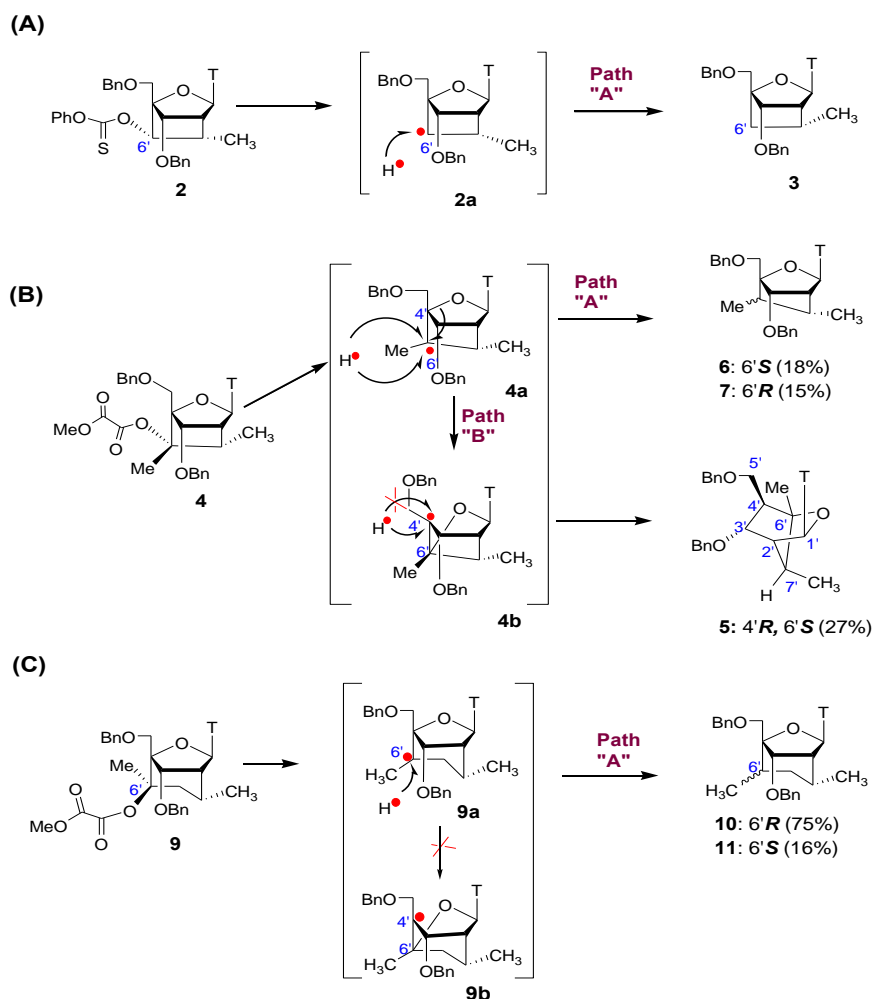 (A)
BnO
O
T
PhO
O
S
6'
CH3
OBn
2
BnO
O
T
6'
H
CH3
OBn
2a
Path
"A"
BnO
O
T
6'
CH3
OBn
3
(B)
BnO
O
T
O
MeO
O
O
CH3
Me
OBn
4
BnO
O
T
4'
H
Me
CH3
6'
OBn
4a
Path
"B"
OBn
T
H
4'
O
6'
CH3
Me
OBn
4b
Path
"A"
BnO
O
T
Me
CH3
OBn
6: 6'S (18%)
7: 6'R (15%)
5'
T
BnO
Me
4'
O
3'
6'
BnO
2'
1'
H
7'
CH3
5: 4'R, 6'S (27%)
(C)
BnO
O
T
Me
6'
CH3
O
OBn
O
MeO
O
9
BnO
O
T
6'
CH3
CH3
H
OBn
9a
BnO
O
T
4'
6'
CH3
CH3
OBn
9b
Path
"A"
BnO
O
T
6'
CH3
CH3
OBn
10: 6'R (75%)
11: 6'S (16%)